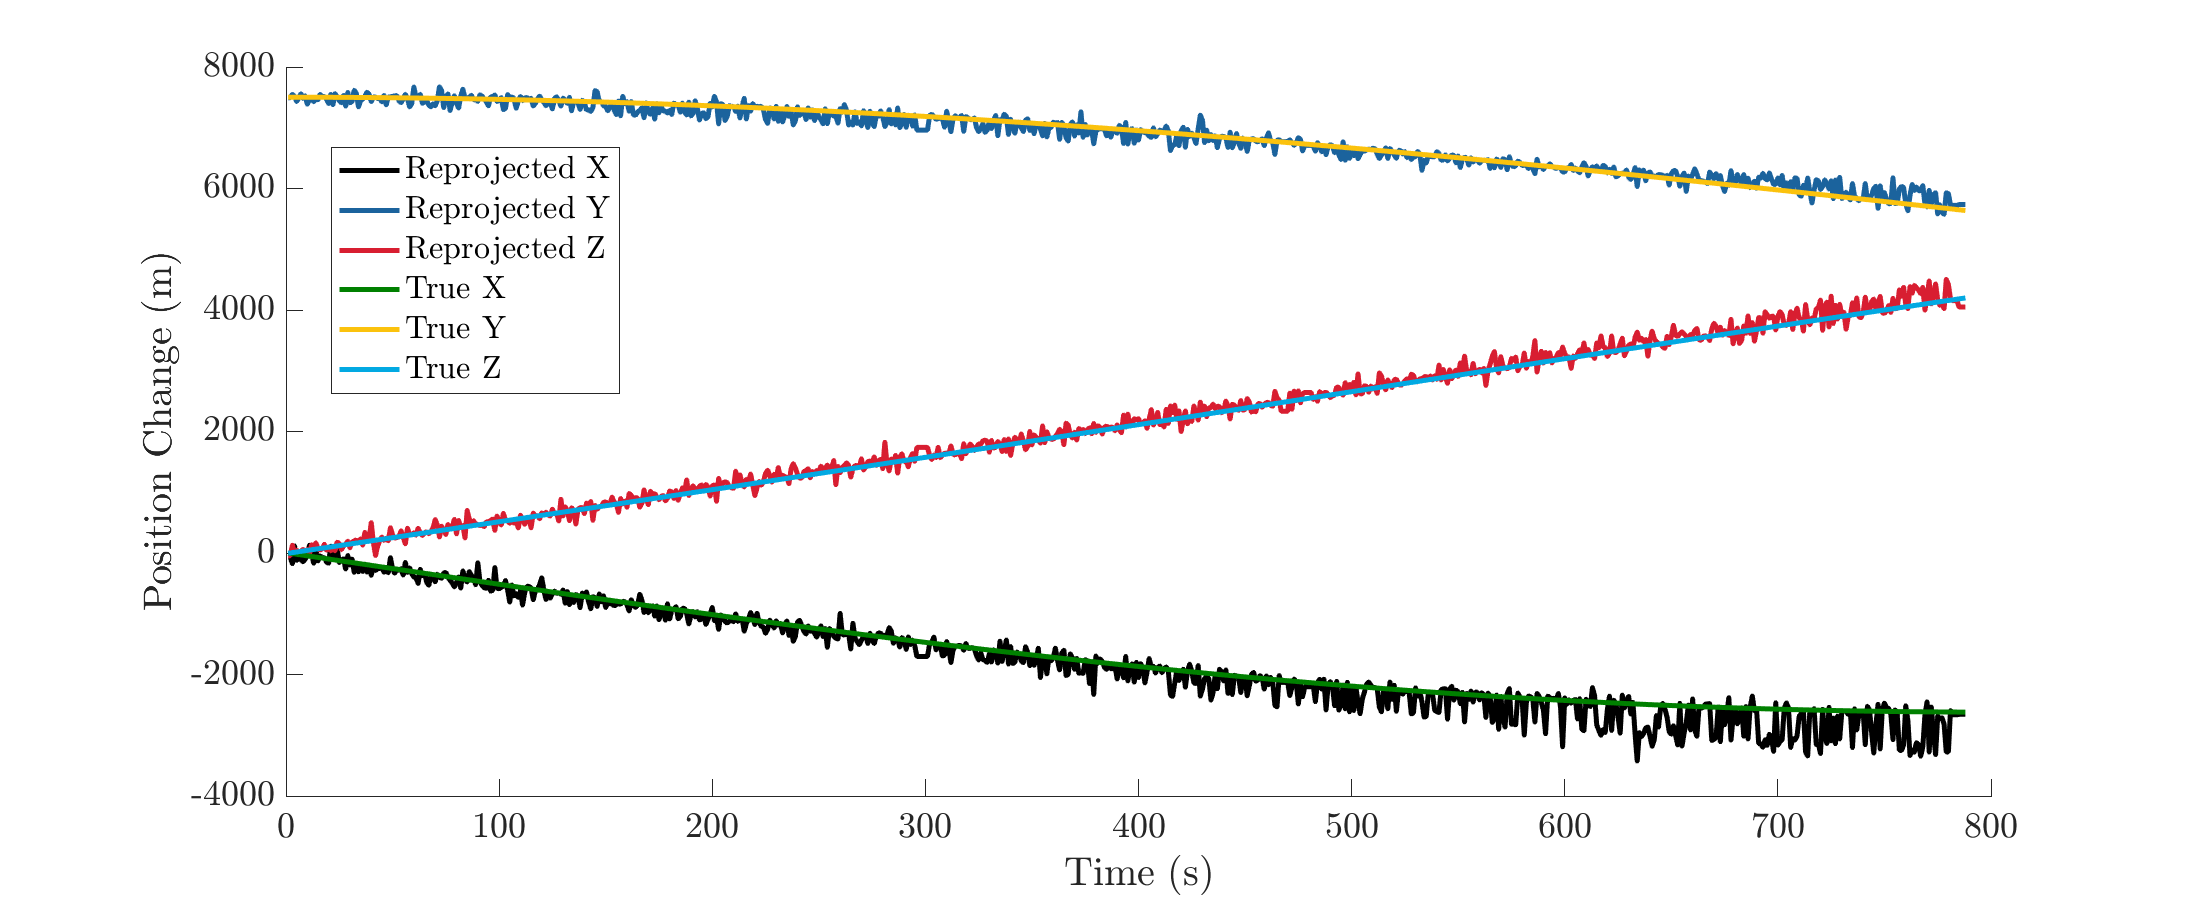 8000
6000
4000
2000
0
-2000
-4000
Position Change (m)
Reprojected X
Reprojected Y
Reprojected Z
True X
True Y
True Z
0 100 200 300 400 500 600 700 800
Time (s)